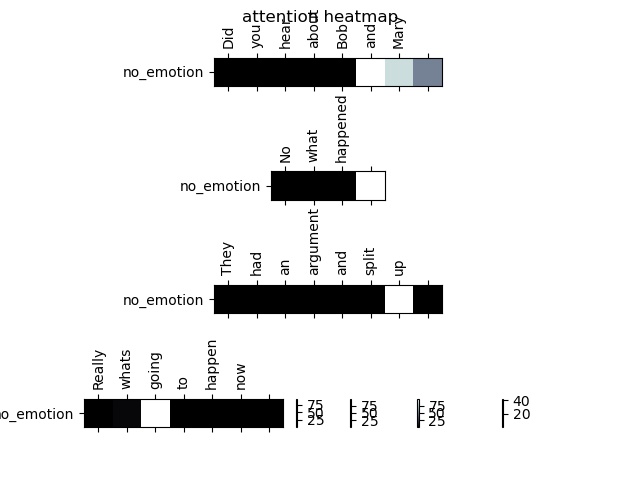 attention heatmap
Did you hear about Bob and Mary
no_emotion
No what happened
no_emotion
They had an argument and split up
no_emotion
Really whats going to happen now
no_emotion
75 75 75 40
50 50 50 20
25 25 25